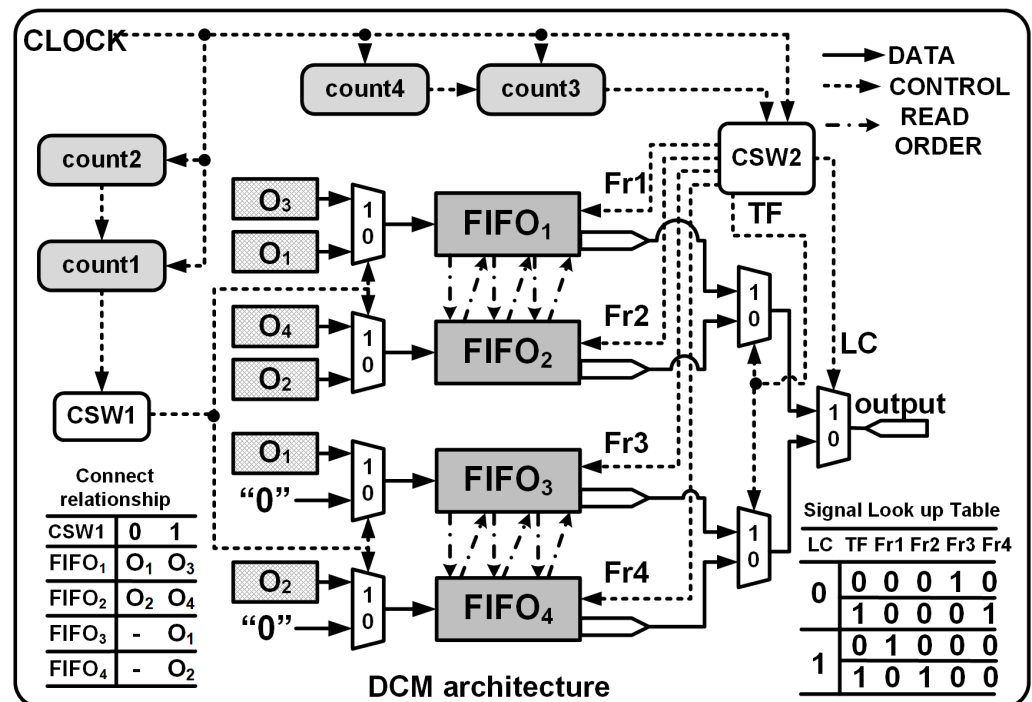 CLOCK
DATA
CONTROL
READ
ORDER
count4
count3
count2
CSW2
count1
TF
Fr1
O3
1
0
FIFO1
O1
1
0
Fr2
O4
1
0
FIFO2
O2
LC
CSW1
1
0
output
Fr3
O1
1
0
FIFO3
"0"
1
0
Fr4
O2
1
0
FIFO4
"0"
Connect
relationship
CSW1 0 1
FIFO1 O1 O3
FIFO2 O2 O4
FIFO3 - O1
FIFO4 - O2
Signal Look up Table
LC TF Fr1 Fr2 Fr3 Fr4
0 0 0 0 1 0
1 0 0 0 1
1 0 1 0 0 0
1 0 1 0 0
DCM architecture